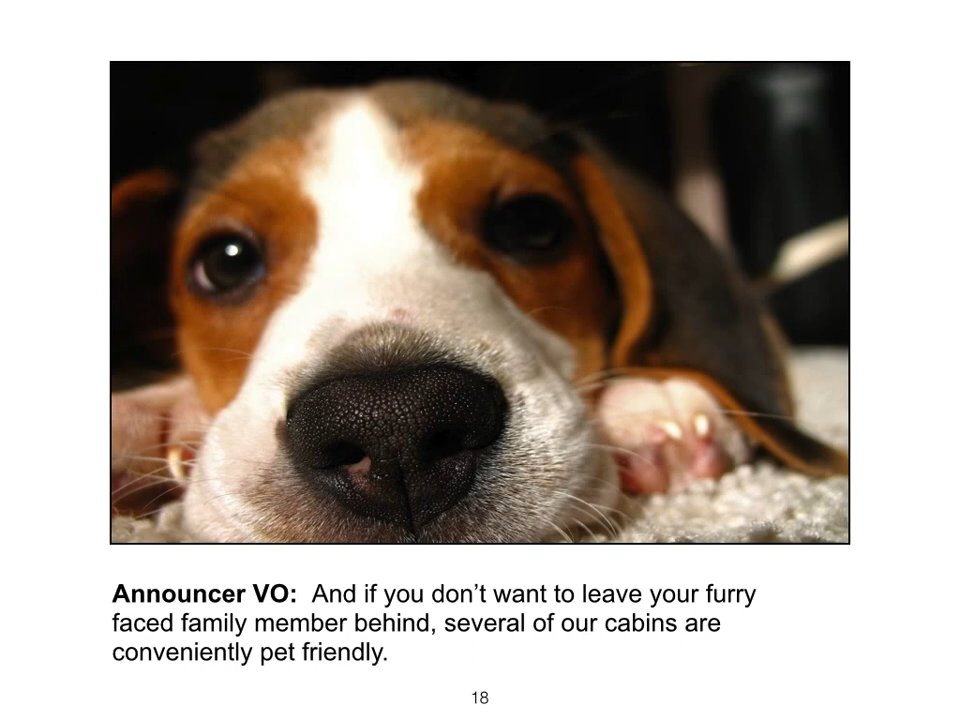 Announcer VO:  And if you don’t want to leave your furry
faced family member behind, several of our cabins are
conveniently pet friendly.
18